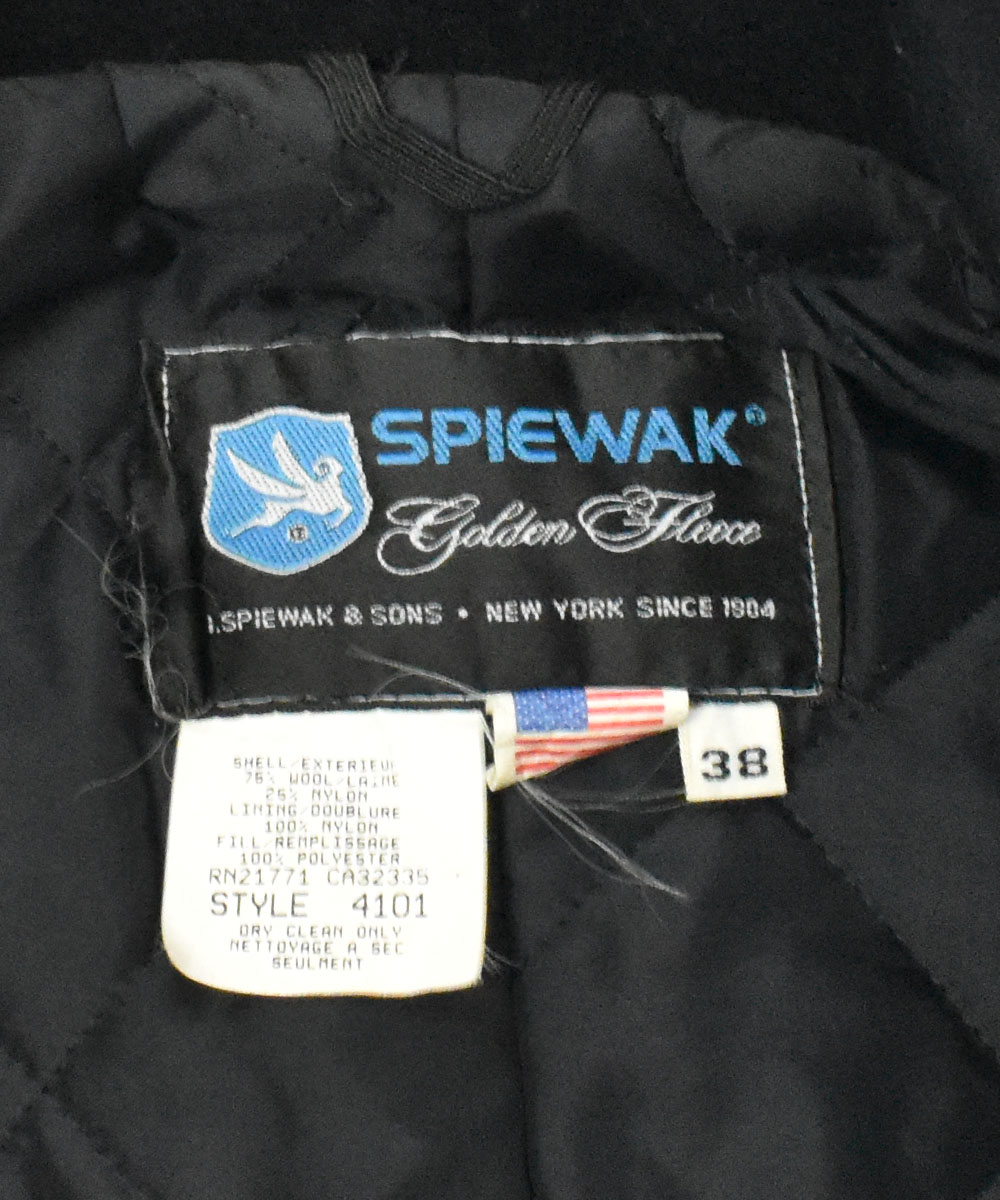 SPIEWAK®
Golden Fleece
I.SPIEWAK & SONS • NEW YORK SINCE 1904
38
SHELL/EXTERIEU
75% WOOL/LAINE
25% NYLON
LINING/DOUBLURE
100% NYLON
FILL/REMPLISSAGE
100% POLYESTER
RN21771 CA32335
STYLE 4101
DRY CLEAN ONLY
NETTOYAGE A SEC
SEULMENT